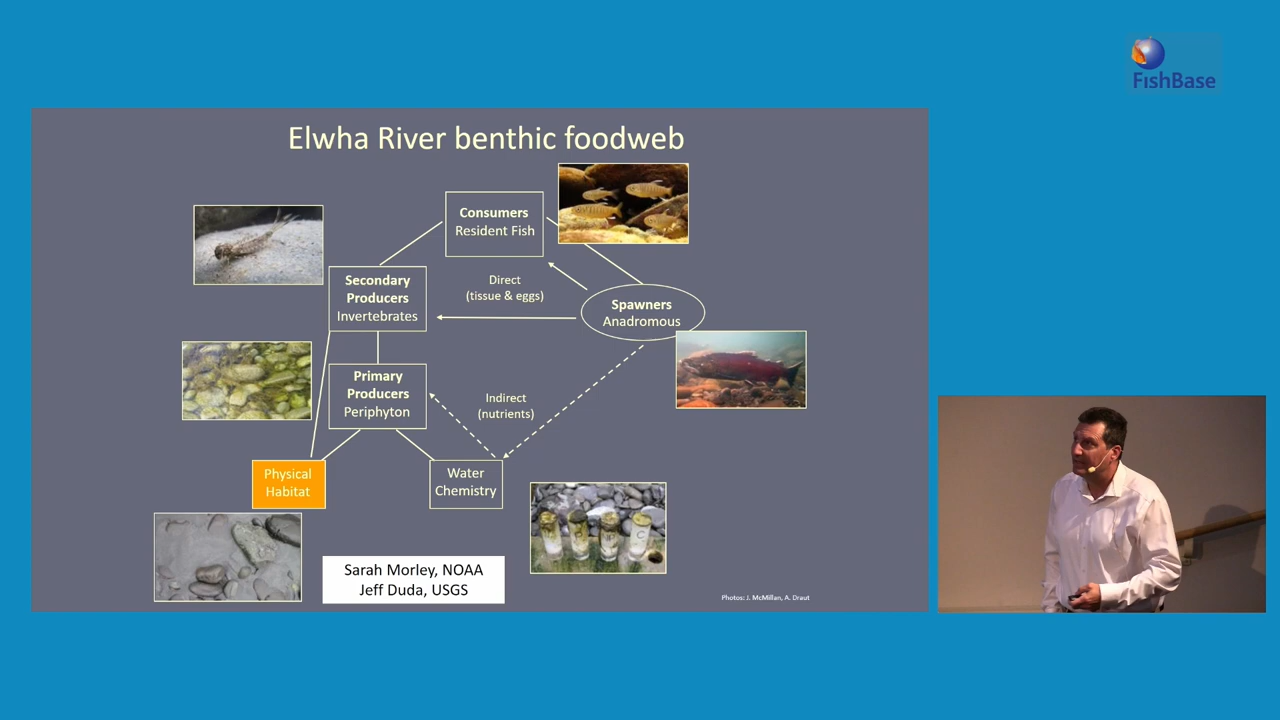 FishBase
Elwha River benthic foodweb
Consumers
Resident Fish
Secondary
Producers
Invertebrates
Direct
(tissue & eggs)
Spawners
Anadromous
Primary
Producers
Periphyton
Indirect
(nutrients)
Physical
Habitat
Water
Chemistry
Sarah Morley, NOAA
Jeff Duda, USGS
Photos: J. McMillan, A. Draut